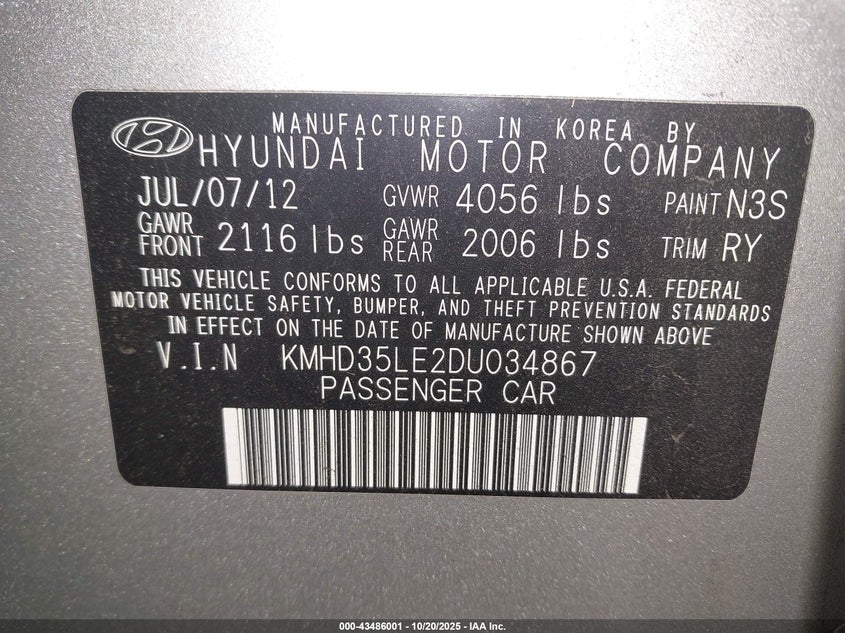 MANUFACTURED IN KOREA BY
HYUNDAI MOTOR COMPANY
JUL/07/12 GVWR 4056 lbs PAINT N3S
GAWR FRONT 2116 lbs GAWR REAR 2006 lbs TRIM RY
THIS VEHICLE CONFORMS TO ALL APPLICABLE U.S.A. FEDERAL
MOTOR VEHICLE SAFETY, BUMPER, AND THEFT PREVENTION STANDARDS
IN EFFECT ON THE DATE OF MANUFACTURE SHOWN ABOVE
V.I.N KMHD35LE2DU034867
PASSENGER CAR
000-43486001 - 10/20/2025 - IAA Inc.